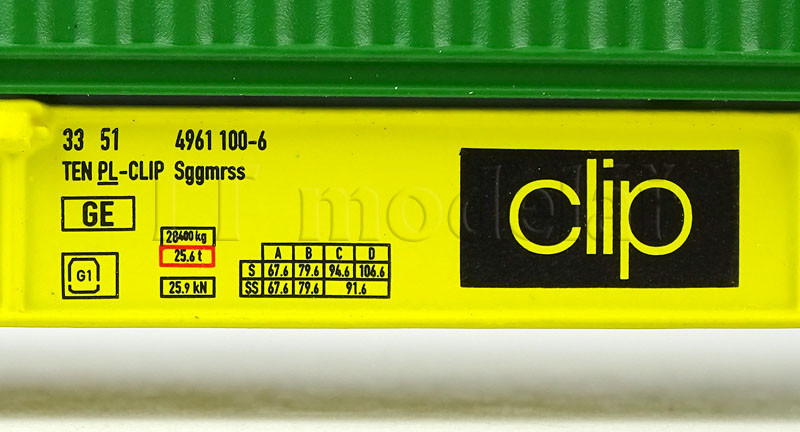 33 51 4961 100-6
TEN PL-CLIP Sggmrss
GE
G1
28400 kg
25.6 t
25.9 kN
A B C D
S 67.6 79.6 94.6 106.6
SS 67.6 79.6 91.6
clip